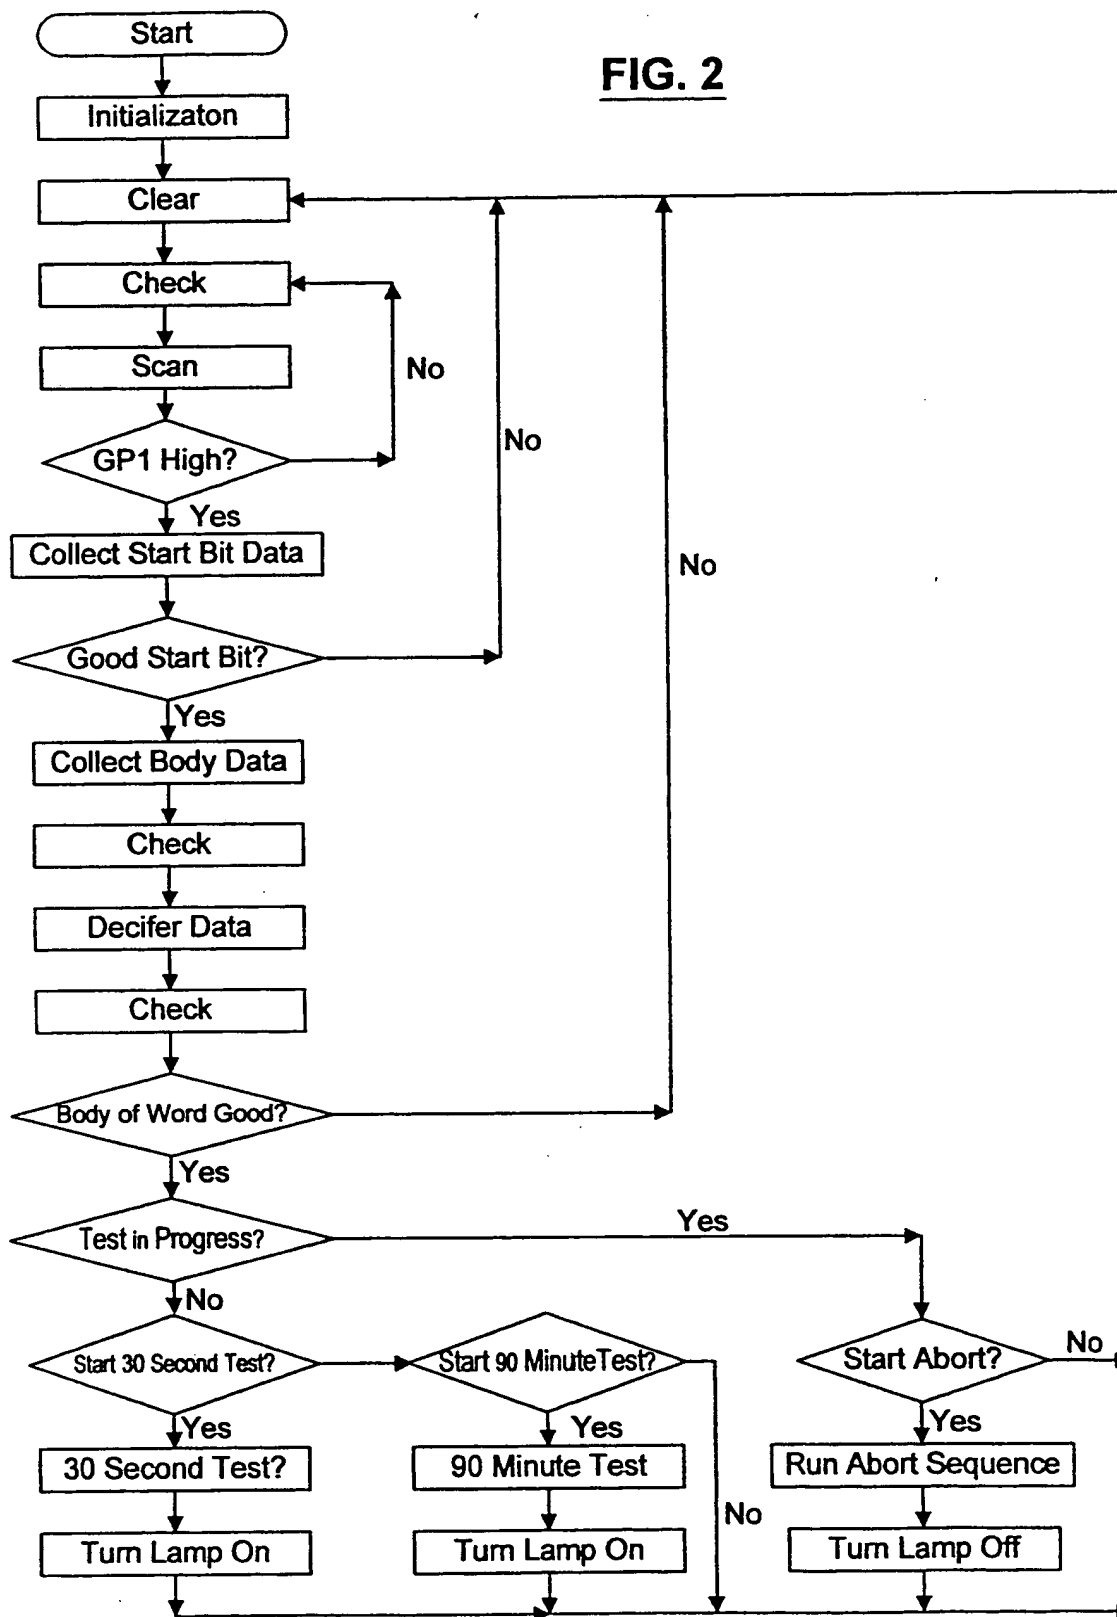 Start
FIG. 2
Initializaton
Clear
Check
Scan
No
GP1 High?
No
Yes
Collect Start Bit Data
No
Good Start Bit?
Yes
Collect Body Data
Check
Decifer Data
Check
Body of Word Good?
Yes
Test in Progress?
Yes
No
Start 30 Second Test?
Start 90 Minute Test?
Start Abort?
No
Yes
Yes
Yes
30 Second Test?
90 Minute Test
Run Abort Sequence
No
Turn Lamp On
Turn Lamp On
Turn Lamp Off